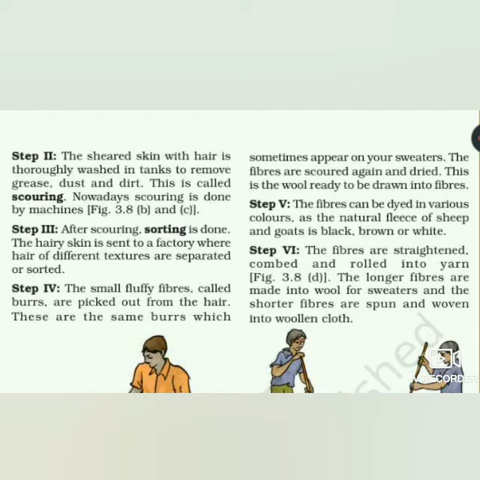 Step II: The sheared skin with hair is
thoroughly washed in tanks to remove
grease, dust and dirt. This is called
scouring. Nowadays scouring is done
by machines [Fig. 3.8 (b) and (c)].
Step III: After scouring, sorting is done.
The hairy skin is sent to a factory where
hair of different textures are separated
or sorted.
Step IV: The small fluffy fibres, called
burrs, are picked out from the hair.
These are the same burrs which
sometimes appear on your sweaters. The
fibres are scoured again and dried. This
is the wool ready to be drawn into fibres.
Step V: The fibres can be dyed in various
colours, as the natural fleece of sheep
and goats is black, brown or white.
Step VI: The fibres are straightened,
combed and rolled into yarn
[Fig. 3.8 (d)]. The longer fibres are
made into wool for sweaters and the
shorter fibres are spun and woven
into woollen cloth.